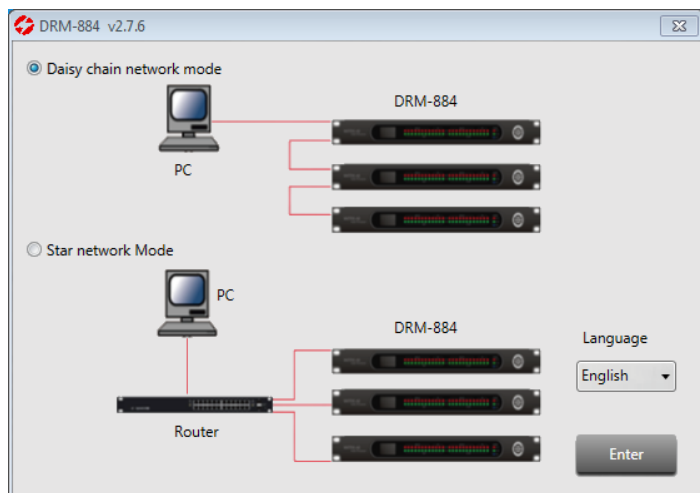 DRM-884 v2.7.6
Daisy chain network mode
DRM-884
PC
Star network Mode
PC
DRM-884
Language
English
Router
Enter